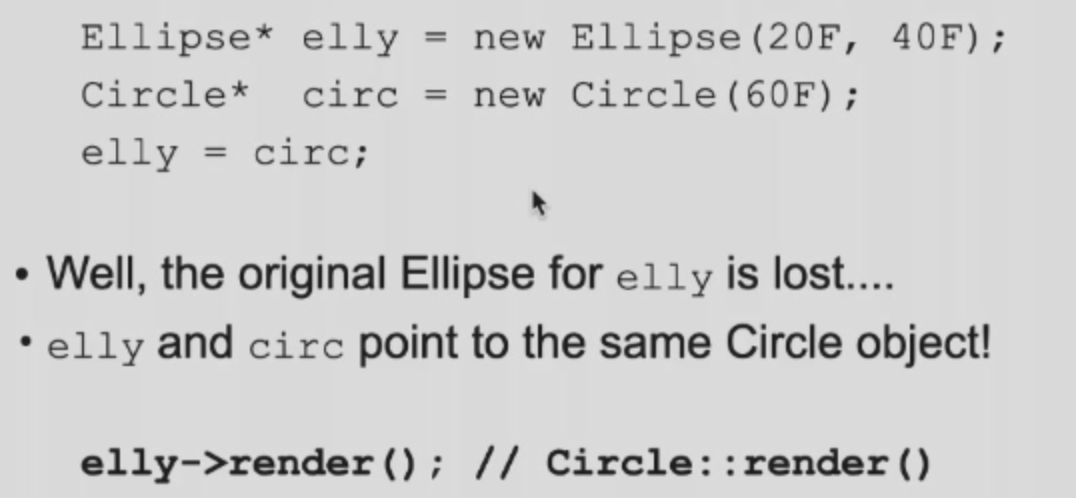 Ellipse* elly = new Ellipse(20F, 40F);
Circle*  circ = new Circle(60F);
elly = circ;
• Well, the original Ellipse for elly is lost....
• elly and circ point to the same Circle object!
elly->render(); // Circle::render()